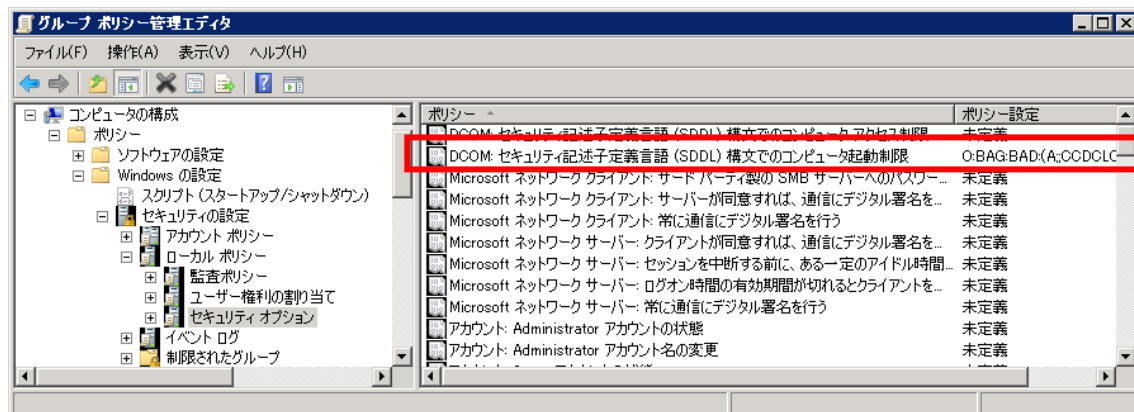 グループ ポリシー管理エディタ
ファイル(F) 操作(A) 表示(V) ヘルプ(H)
コンピュータの構成
ポリシー
ソフトウェアの設定
Windows の設定
スクリプト (スタートアップ/シャットダウン)
セキュリティの設定
アカウント ポリシー
ローカル ポリシー
監査ポリシー
ユーザー権利の割り当て
セキュリティ オプション
イベント ログ
制限されたグループ
ポリシー ポリシー設定
DCOM: セキュリティ記述子定義言語 (SDDL) 構文でのコンピュータ アクセス制限 未定義
DCOM: セキュリティ記述子定義言語 (SDDL) 構文でのコンピュータ起動制限 O:BAG:BAD:(A;;CCDCLC
Microsoft ネットワーク クライアント: サード パーティ製の SMB サーバーへのパスワー... 未定義
Microsoft ネットワーク クライアント: サーバーが同意すれば、通信にデジタル署名を... 未定義
Microsoft ネットワーク クライアント: 常に通信にデジタル署名を行う 未定義
Microsoft ネットワーク サーバー: クライアントが同意すれば、通信にデジタル署名を... 未定義
Microsoft ネットワーク サーバー: セッションを中断する前に、ある一定のアイドル時間... 未定義
Microsoft ネットワーク サーバー: ログオン時間の有効期間が切れるとクライアントを... 未定義
Microsoft ネットワーク サーバー: 常に通信にデジタル署名を行う 未定義
アカウント: Administrator アカウントの状態 未定義
アカウント: Administrator アカウント名の変更 未定義